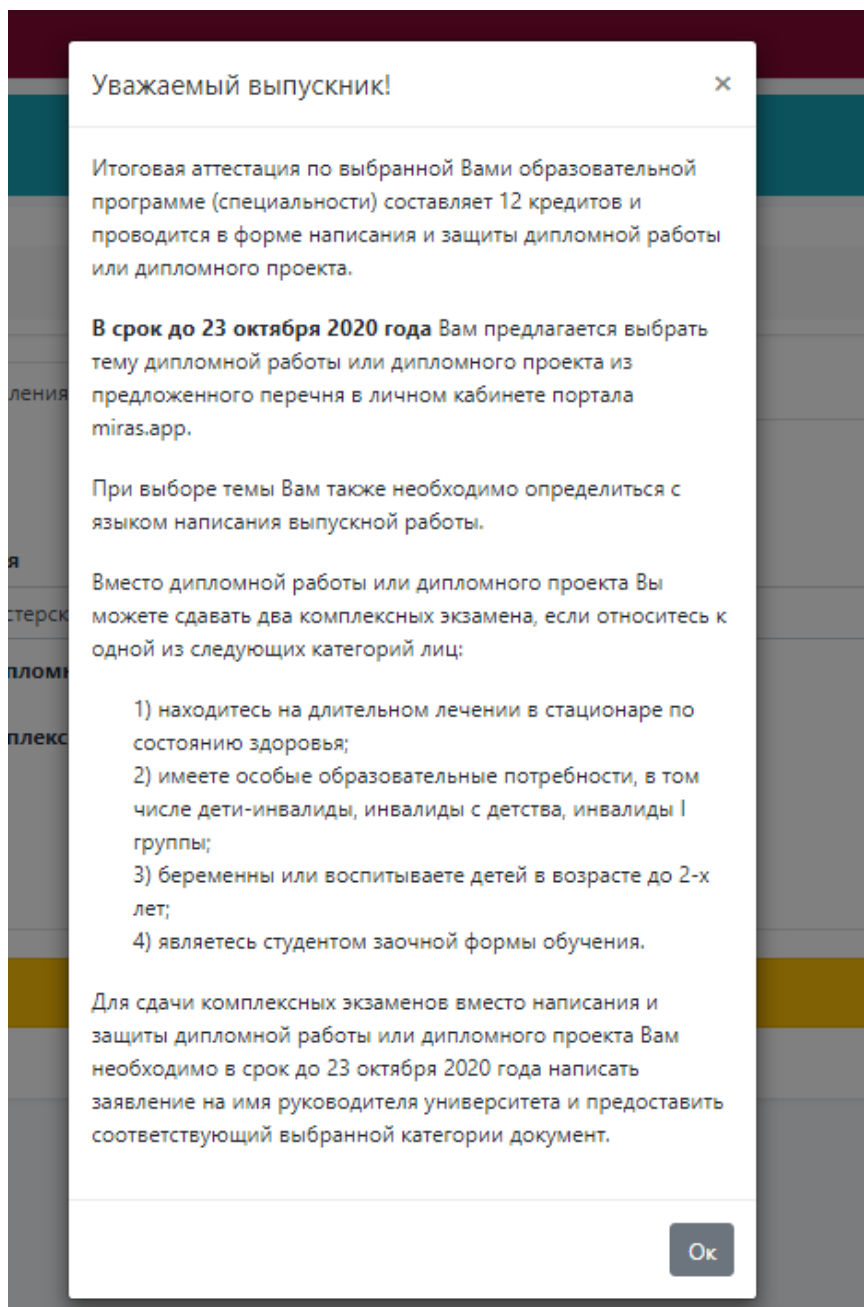 Уважаемый выпускник!
×
Итоговая аттестация по выбранной Вами образовательной
программе (специальности) составляет 12 кредитов и
проводится в форме написания и защиты дипломной работы
или дипломного проекта.
В срок до 23 октября 2020 года Вам предлагается выбрать
тему дипломной работы или дипломного проекта из
предложенного перечня в личном кабинете портала
miras.app.
При выборе темы Вам также необходимо определиться с
языком написания выпускной работы.
Вместо дипломной работы или дипломного проекта Вы
можете сдавать два комплексных экзамена, если относитесь к
одной из следующих категорий лиц:
1) находитесь на длительном лечении в стационаре по
состоянию здоровья;
2) имеете особые образовательные потребности, в том
числе дети-инвалиды, инвалиды с детства, инвалиды I
группы;
3) беременны или воспитываете детей в возрасте до 2-х
лет;
4) являетесь студентом заочной формы обучения.
Для сдачи комплексных экзаменов вместо написания и
защиты дипломной работы или дипломного проекта Вам
необходимо в срок до 23 октября 2020 года написать
заявление на имя руководителя университета и предоставить
соответствующий выбранной категории документ.
Ок
ления
я
стерск
пломн
плекс